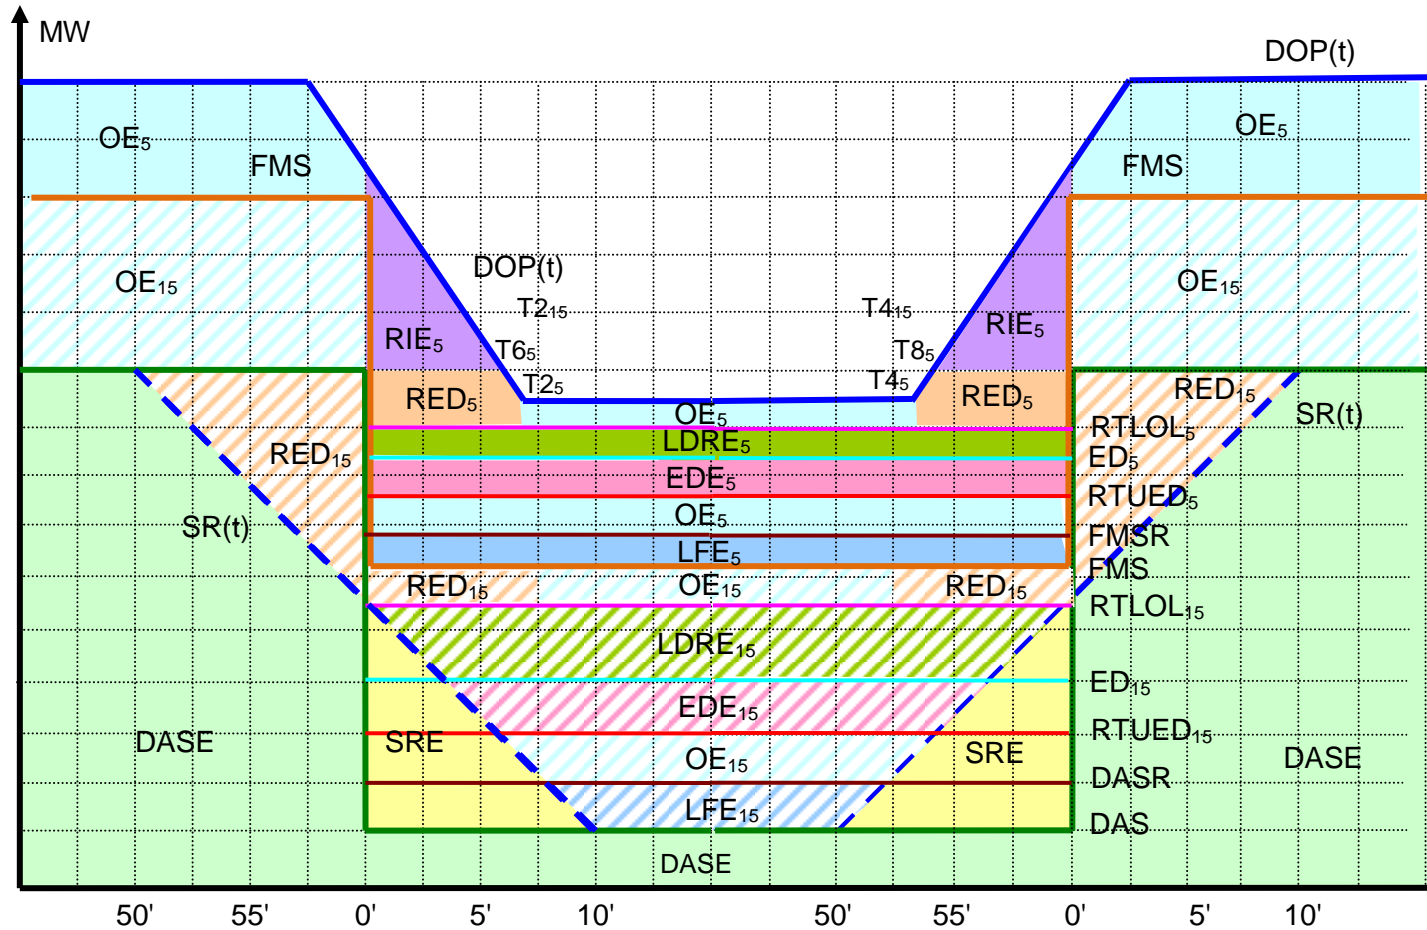 MW
DOP(t)
OE₅
OE₅
FMS
FMS
DOP(t)
OE₁₅
OE₁₅
T2₁₅
T4₁₅
RIE₅
RIE₅
T6₅
T8₅
T2₅
T4₅
RED₅
RED₅
RED₁₅
OE₅
SR(t)
RTLOL₅
LDRE₅
RED₁₅
ED₅
EDE₅
RTUED₅
OE₅
SR(t)
FMSR
LFE₅
FMS
RED₁₅
OE₁₅
RED₁₅
RTLOL₁₅
LDRE₁₅
ED₁₅
EDE₁₅
RTUED₁₅
DASE
SRE
OE₁₅
SRE
DASE
DASR
LFE₁₅
DAS
DASE
50' 55' 0' 5' 10' 50' 55' 0' 5' 10'